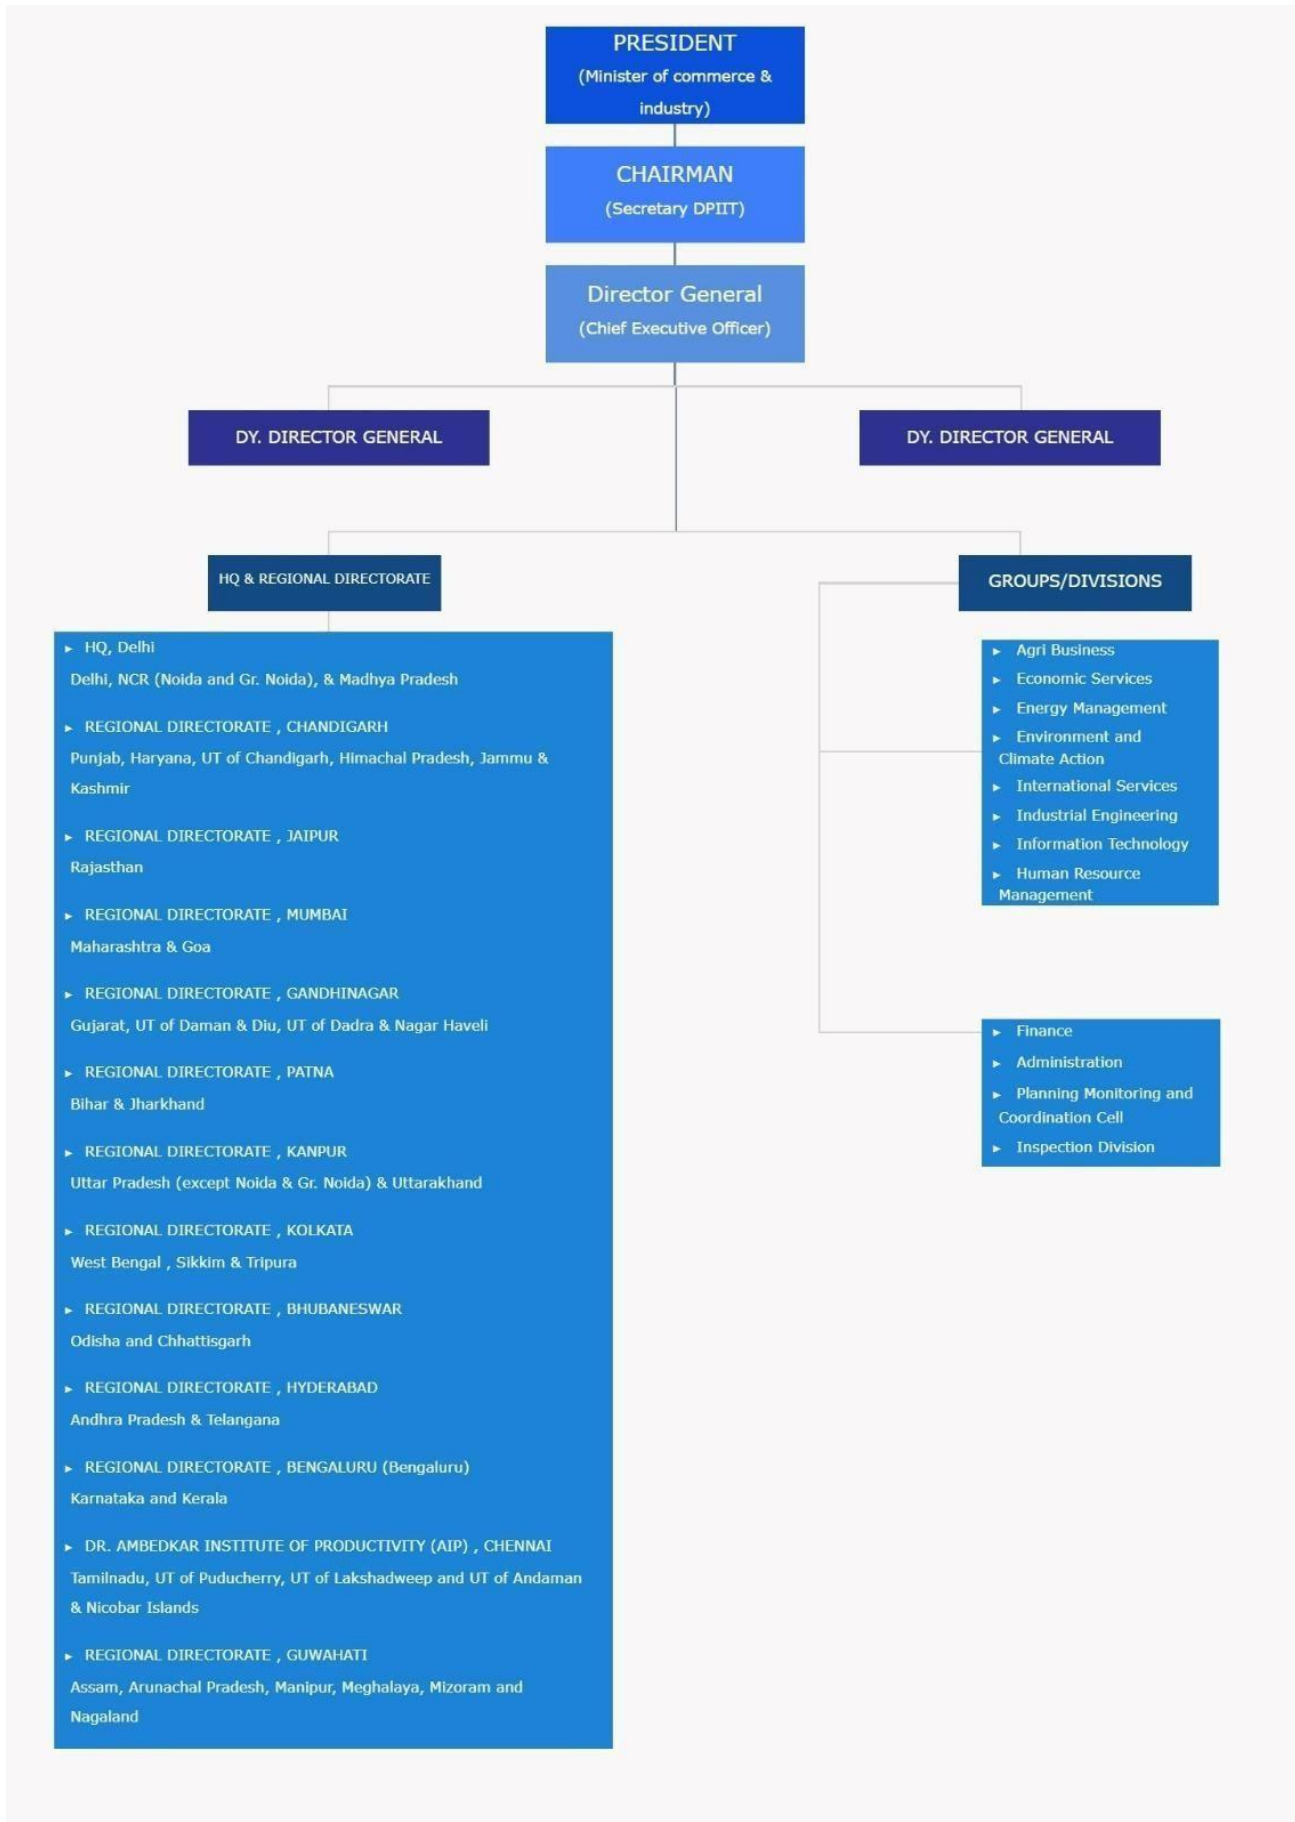 PRESIDENT
(Minister of commerce &
industry)
CHAIRMAN
(Secretary DPIIT)
Director General
(Chief Executive Officer)
DY. DIRECTOR GENERAL
DY. DIRECTOR GENERAL
HQ & REGIONAL DIRECTORATE
► HQ, Delhi
Delhi, NCR (Noida and Gr. Noida), & Madhya Pradesh
► REGIONAL DIRECTORATE , CHANDIGARH
Punjab, Haryana, UT of Chandigarh, Himachal Pradesh, Jammu &
Kashmir
► REGIONAL DIRECTORATE , JAIPUR
Rajasthan
► REGIONAL DIRECTORATE , MUMBAI
Maharashtra & Goa
► REGIONAL DIRECTORATE , GANDHINAGAR
Gujarat, UT of Daman & Diu, UT of Dadra & Nagar Haveli
► REGIONAL DIRECTORATE , PATNA
Bihar & Jharkhand
► REGIONAL DIRECTORATE , KANPUR
Uttar Pradesh (except Noida & Gr. Noida) & Uttarakhand
► REGIONAL DIRECTORATE , KOLKATA
West Bengal , Sikkim & Tripura
► REGIONAL DIRECTORATE , BHUBANESWAR
Odisha and Chhattisgarh
► REGIONAL DIRECTORATE , HYDERABAD
Andhra Pradesh & Telangana
► REGIONAL DIRECTORATE , BENGALURU (Bengaluru)
Karnataka and Kerala
► DR. AMBEDKAR INSTITUTE OF PRODUCTIVITY (AIP) , CHENNAI
Tamilnadu, UT of Puducherry, UT of Lakshadweep and UT of Andaman
& Nicobar Islands
► REGIONAL DIRECTORATE , GUWAHATI
Assam, Arunachal Pradesh, Manipur, Meghalaya, Mizoram and
Nagaland
GROUPS/DIVISIONS
► Agri Business
► Economic Services
► Energy Management
► Environment and
Climate Action
► International Services
► Industrial Engineering
► Information Technology
► Human Resource
Management
► Finance
► Administration
► Planning Monitoring and
Coordination Cell
► Inspection Division